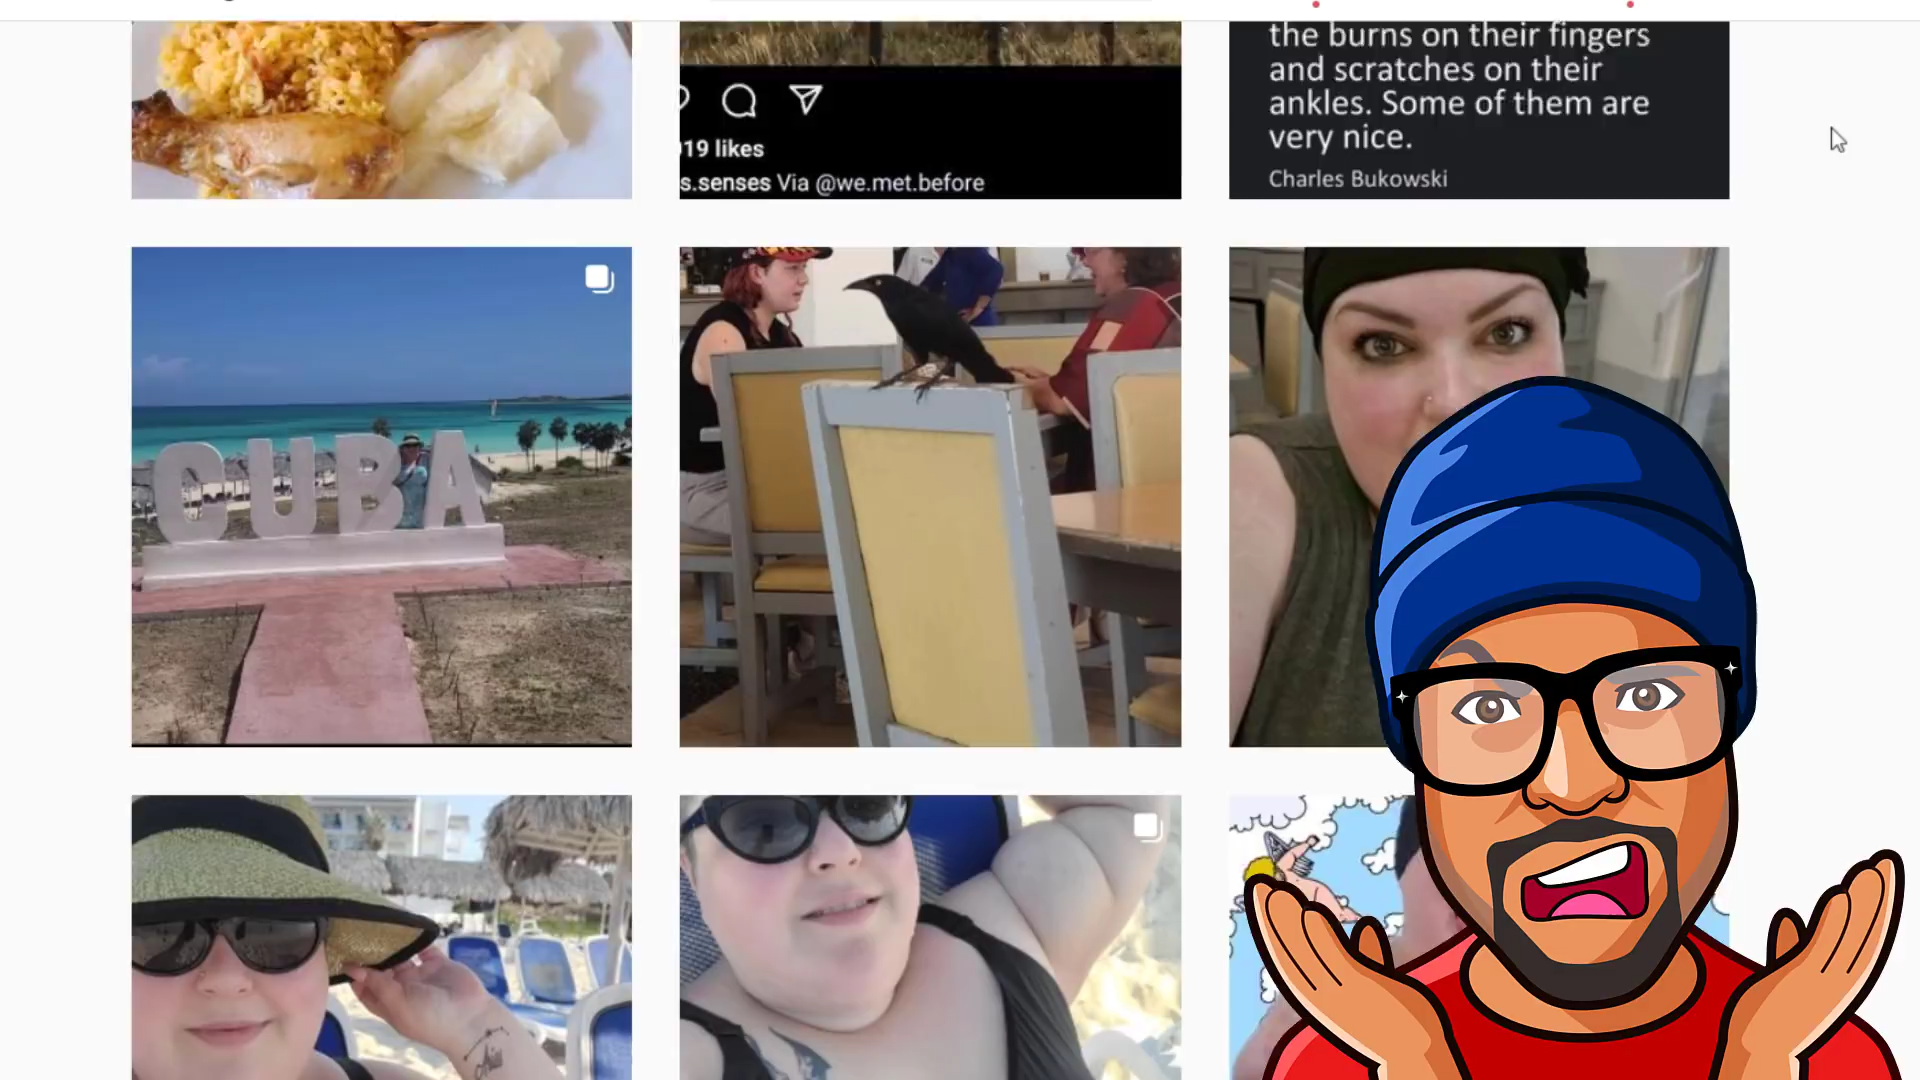 the burns on their fingers
and scratches on their
ankles. Some of them are
very nice.
Charles Bukowski
19 likes
s.senses Via @we.met.before
CUBA